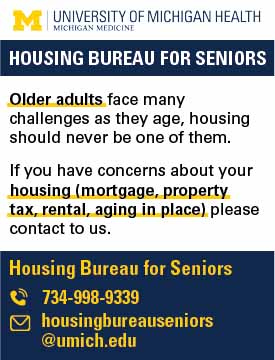 M UNIVERSITY OF MICHIGAN HEALTH
MICHIGAN MEDICINE
HOUSING BUREAU FOR SENIORS
Older adults face many
challenges as they age, housing
should never be one of them.
If you have concerns about your
housing (mortgage, property
tax, rental, aging in place) please
contact to us.
Housing Bureau for Seniors
734-998-9339
housingbureauseniors
@umich.edu